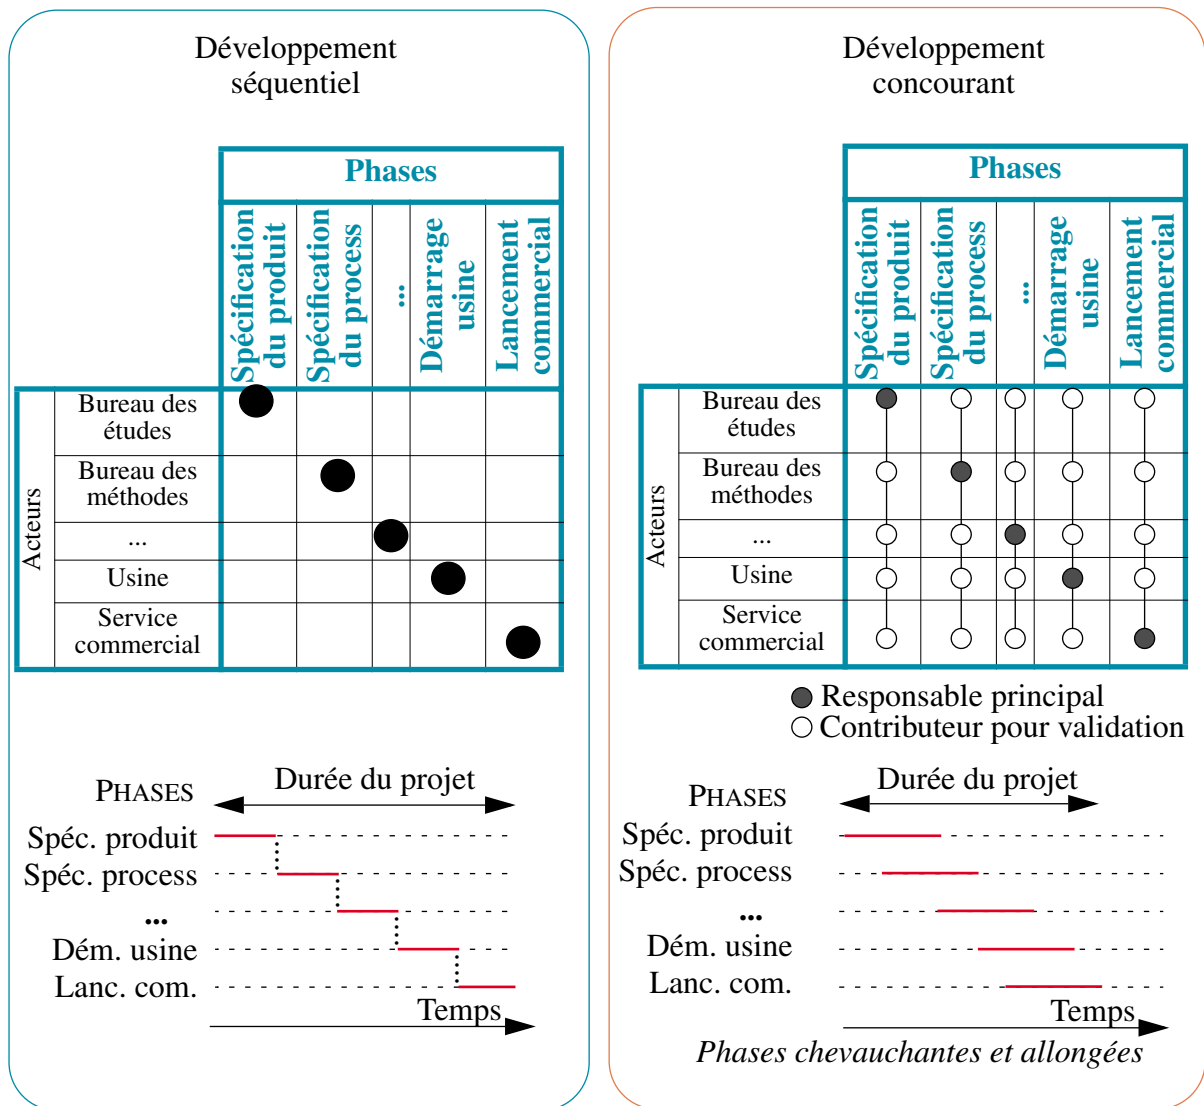 Développement
séquentiel
Phases
Spécification
du produit
Spécification
du process
...
Démarrage
usine
Lancement
commercial
Acteurs
Bureau des
études
Bureau des
méthodes
...
Usine
Service
commercial
PHASES
Durée du projet
Spéc. produit
Spéc. process
...
Dém. usine
Lanc. com.
Temps
Développement
concourant
Phases
Spécification
du produit
Spécification
du process
...
Démarrage
usine
Lancement
commercial
Acteurs
Bureau des
études
Bureau des
méthodes
...
Usine
Service
commercial
Responsable principal
Contributeur pour validation
PHASES
Durée du projet
Spéc. produit
Spéc. process
...
Dém. usine
Lanc. com.
Temps
Phases chevauchantes et allongées